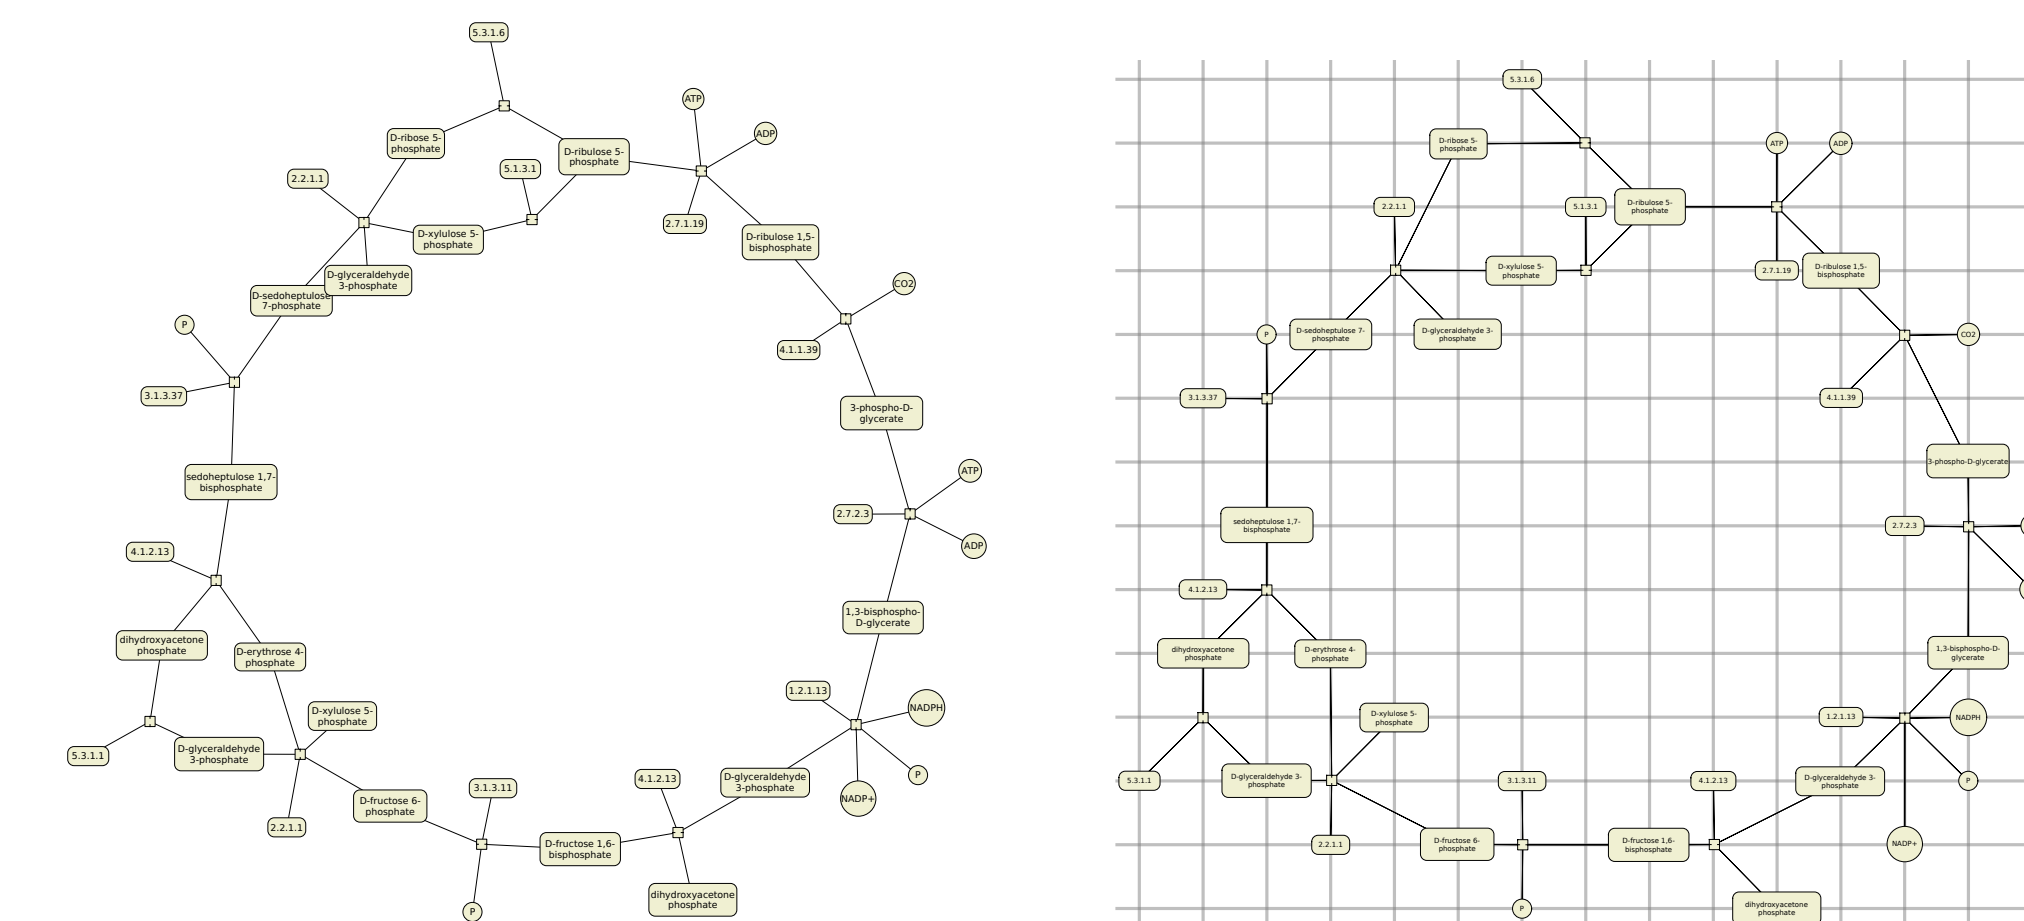 5.3.1.6
ATP
ADP
D-ribose 5-
phosphate
D-ribulose 5-
phosphate
5.1.3.1
2.2.1.1
2.7.1.19
D-xylulose 5-
phosphate
D-ribulose 1,5-
bisphosphate
D-glyceraldehyde
3-phosphate
D-sedoheptulose
7-phosphate
CO2
P
4.1.1.39
3.1.3.37
3-phospho-D-
glycerate
ATP
sedoheptulose 1,7-
bisphosphate
2.7.2.3
ADP
4.1.2.13
1,3-bisphospho-
D-glycerate
dihydroxyacetone
phosphate
D-erythrose 4-
phosphate
1.2.1.13
NADPH
D-xylulose 5-
phosphate
5.3.1.1
D-glyceraldehyde
3-phosphate
P
4.1.2.13
D-glyceraldehyde
3-phosphate
3.1.3.11
NADP+
D-fructose 6-
phosphate
2.2.1.1
D-fructose 1,6-
bisphosphate
dihydroxyacetone
phosphate
P
5.3.1.6
D-ribose 5-
phosphate
ATP
ADP
2.2.1.1
5.1.3.1
D-ribulose 5-
phosphate
D-xylulose 5-
phosphate
2.7.1.19
D-ribulose 1,5-
bisphosphate
P
D-sedoheptulose 7-
phosphate
D-glyceraldehyde 3-
phosphate
CO2
3.1.3.37
4.1.1.39
3-phospho-D-glycerate
sedoheptulose 1,7-
bisphosphate
2.7.2.3
4.1.2.13
dihydroxyacetone
phosphate
D-erythrose 4-
phosphate
1,3-bisphospho-D-
glycerate
D-xylulose 5-
phosphate
1.2.1.13
NADPH
5.3.1.1
D-glyceraldehyde 3-
phosphate
3.1.3.11
4.1.2.13
D-glyceraldehyde 3-
phosphate
P
2.2.1.1
D-fructose 6-
phosphate
D-fructose 1,6-
bisphosphate
NADP+
P
dihydroxyacetone
phosphate